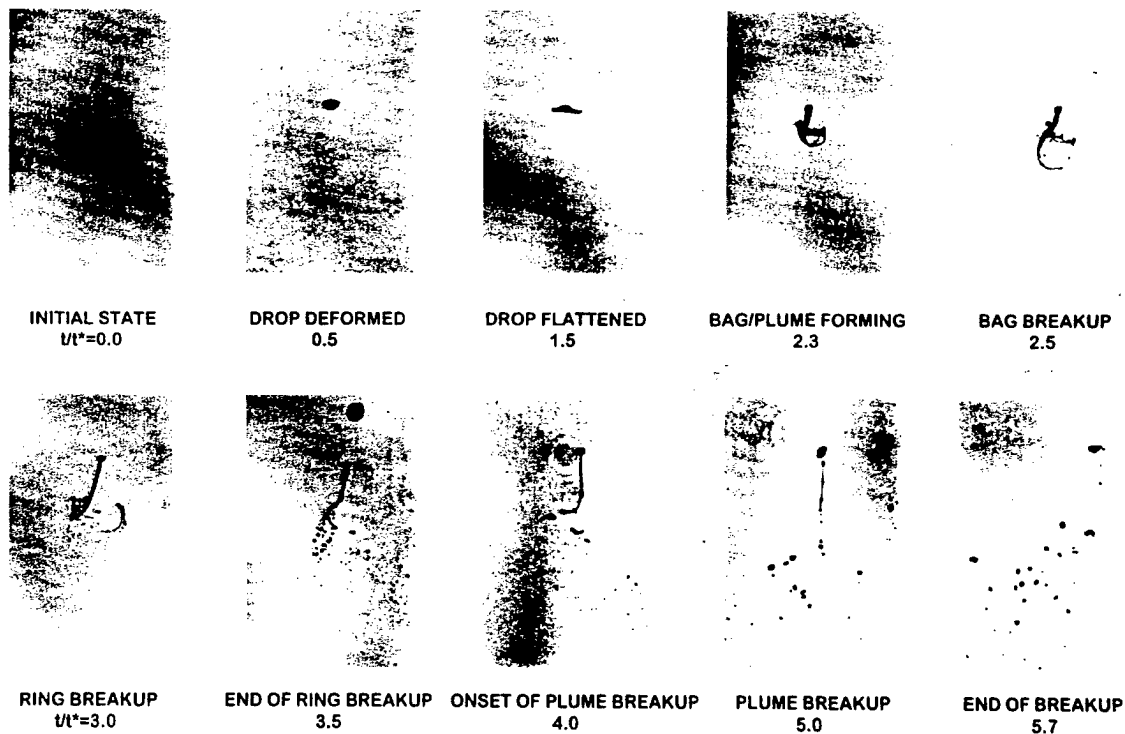 INITIAL STATE
t/t*=0.0
DROP DEFORMED
0.5
DROP FLATTENED
1.5
BAG/PLUME FORMING
2.3
BAG BREAKUP
2.5
RING BREAKUP
t/t*=3.0
END OF RING BREAKUP
3.5
ONSET OF PLUME BREAKUP
4.0
PLUME BREAKUP
5.0
END OF BREAKUP
5.7